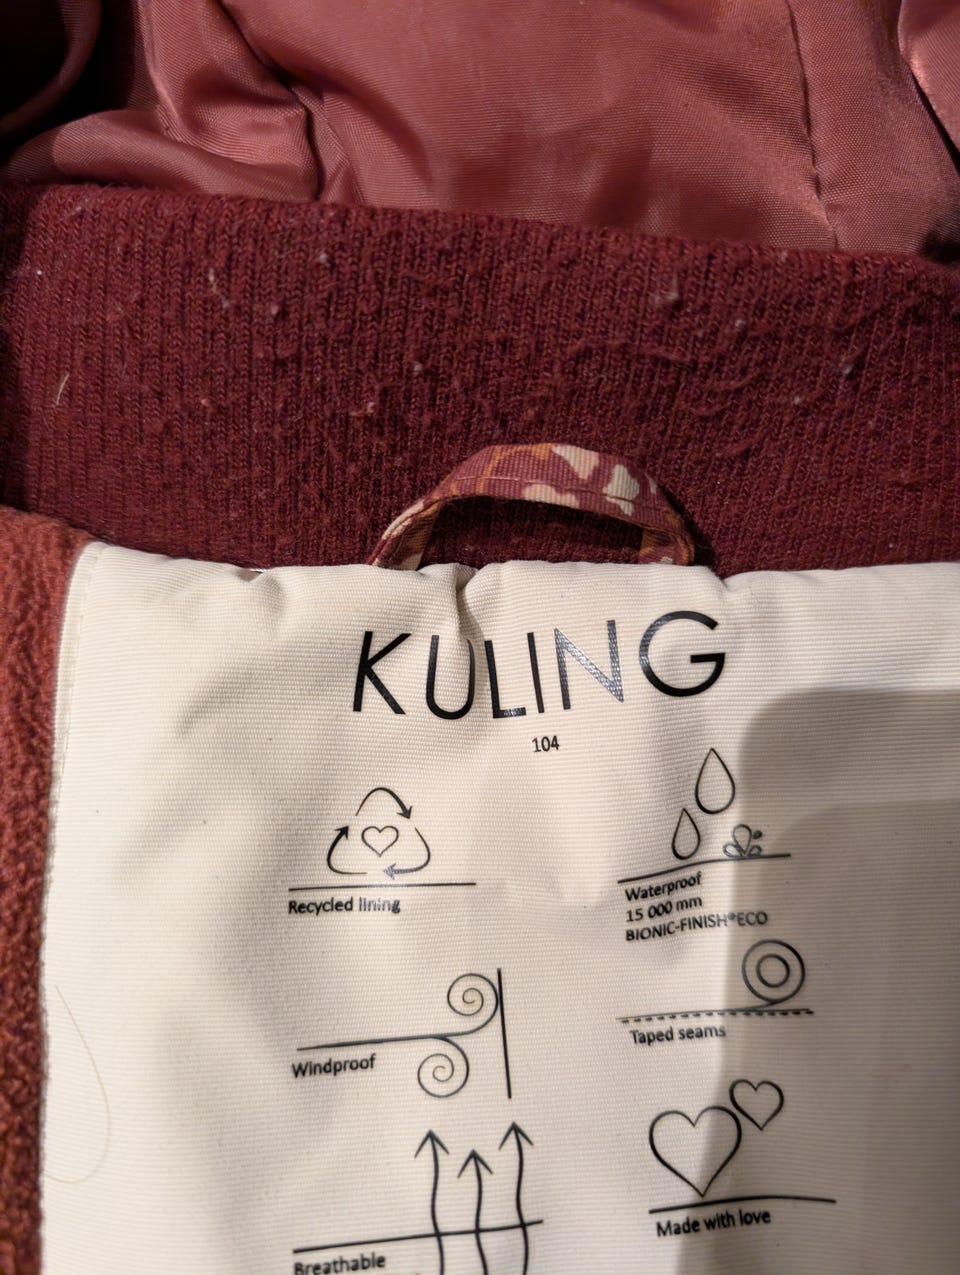 KULING
104
Recycled lining
Waterproof
15 000 mm
BIONIC-FINISH®ECO
Windproof
Taped seams
Breathable
Made with love